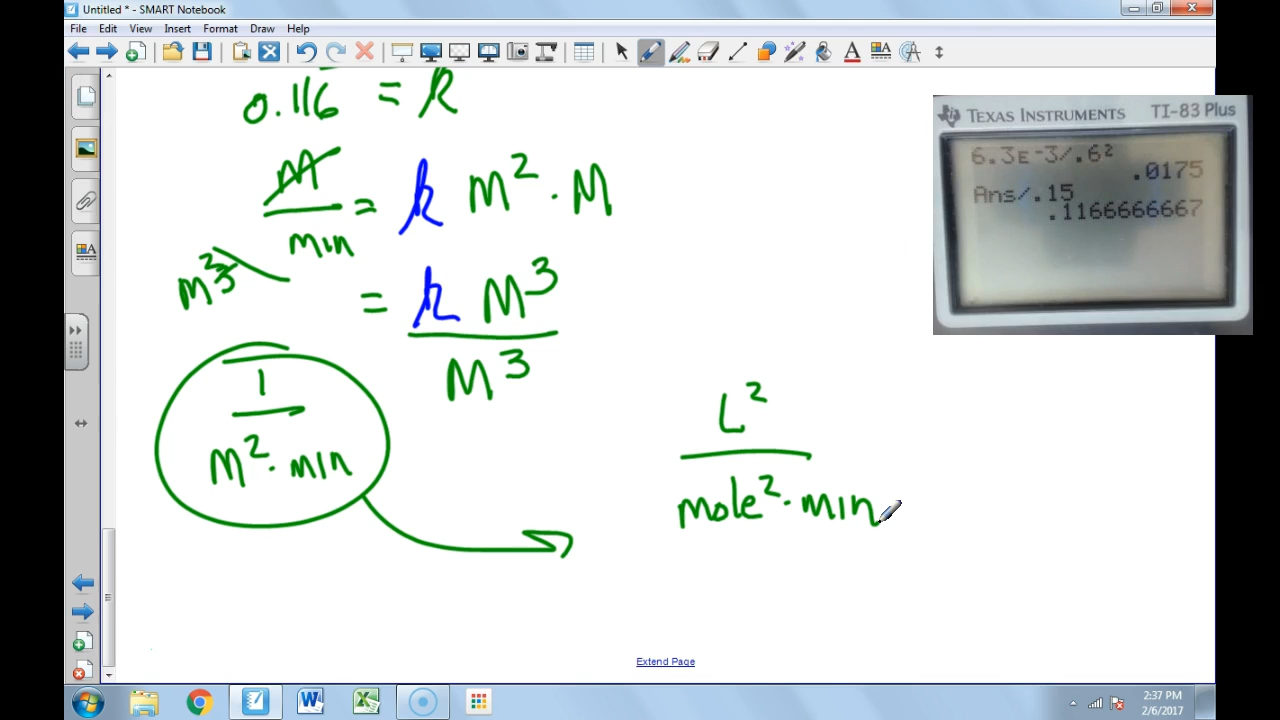 Untitled * - SMART Notebook
File Edit View Insert Format Draw Help
0.116 = k
M/min = k M² · M
M³ 2
= k M³
M³
1
M² · min
L²
mole² · min
TEXAS INSTRUMENTS TI-83 Plus
6.3E-3/.6²
.0175
Ans/.15
.1166666667
Extend Page
2:37 PM
2/6/2017